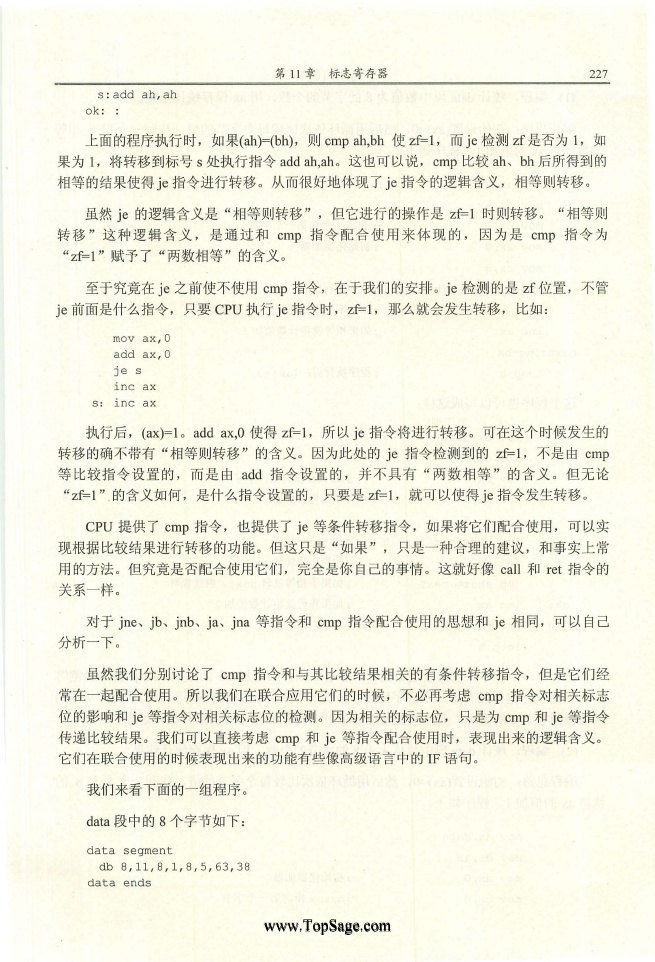 第 11 章 标志寄存器 227
s:add ah,ah
ok: :
上面的程序执行时，如果(ah)=(bh)，则 cmp ah,bh 使 zf=1，而 je 检测 zf 是否为 1，如
果为 1，将转移到标号 s 处执行指令 add ah,ah。这也可以说，cmp 比较 ah、bh 后所得到的
相等的结果使得 je 指令进行转移。从而很好地体现了 je 指令的逻辑含义，相等则转移。
虽然 je 的逻辑含义是“相等则转移”，但它进行的操作是 zf=1 时则转移。“相等则
转移”这种逻辑含义，是通过和 cmp 指令配合使用来体现的，因为是 cmp 指令为
“zf=1”赋予了“两数相等”的含义。
至于究竟在 je 之前使不使用 cmp 指令，在于我们的安排。je 检测的是 zf 位置，不管
je 前面是什么指令，只要 CPU 执行 je 指令时，zf=1，那么就会发生转移，比如:
mov ax,0
add ax,0
je s
inc ax
s: inc ax
执行后，(ax)=1。add ax,0 使得 zf=1，所以 je 指令将进行转移。可在这个时候发生的
转移的确不带有“相等则转移”的含义。因为此处的 je 指令检测到的 zf=1，不是由 cmp
等比较指令设置的，而是由 add 指令设置的，并不具有“两数相等”的含义。但无论
“zf=1”的含义如何，是什么指令设置的，只要是 zf=1，就可以使得 je 指令发生转移。
CPU 提供了 cmp 指令，也提供了 je 等条件转移指令，如果将它们配合使用，可以实
现根据比较结果进行转移的功能。但这只是“如果”，只是一种合理的建议，和事实上常
用的方法。但究竟是否配合使用它们，完全是你自己的事情。这就好像 call 和 ret 指令的
关系一样。
对于 jne、jb、jnb、ja、jna 等指令和 cmp 指令配合使用的思想和 je 相同，可以自己
分析一下。
虽然我们分别讨论了 cmp 指令和与其比较结果相关的有条件转移指令，但是它们经
常在一起配合使用。所以我们在联合应用它们的时候，不必再考虑 cmp 指令对相关标志
位的影响和 je 等指令对相关标志位的检测。因为相关的标志位，只是为 cmp 和 je 等指令
传递比较结果。我们可以直接考虑 cmp 和 je 等指令配合使用时，表现出来的逻辑含义。
它们在联合使用的时候表现出来的功能有些像高级语言中的 IF 语句。
我们来看下面的一组程序。
data 段中的 8 个字节如下:
data segment
db 8,11,8,1,8,5,63,38
data ends
www.TopSage.com